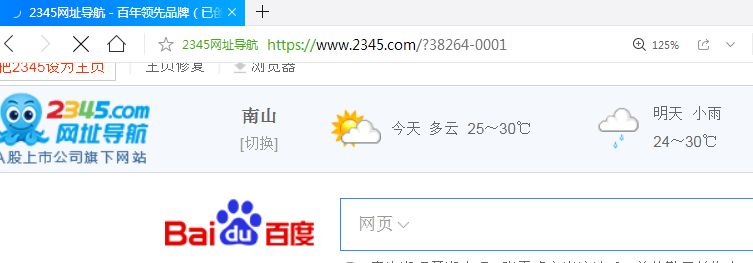 2345网址导航 - 百年领先品牌（已创
2345网址导航 https://www.2345.com/?38264-0001 125%
把2345设为主页 主页修复 浏览器
2345.com
网址导航
A股上市公司旗下网站
南山
[切换]
今天 多云 25～30℃
明天 小雨
24～30℃
Bai du 百度
网页